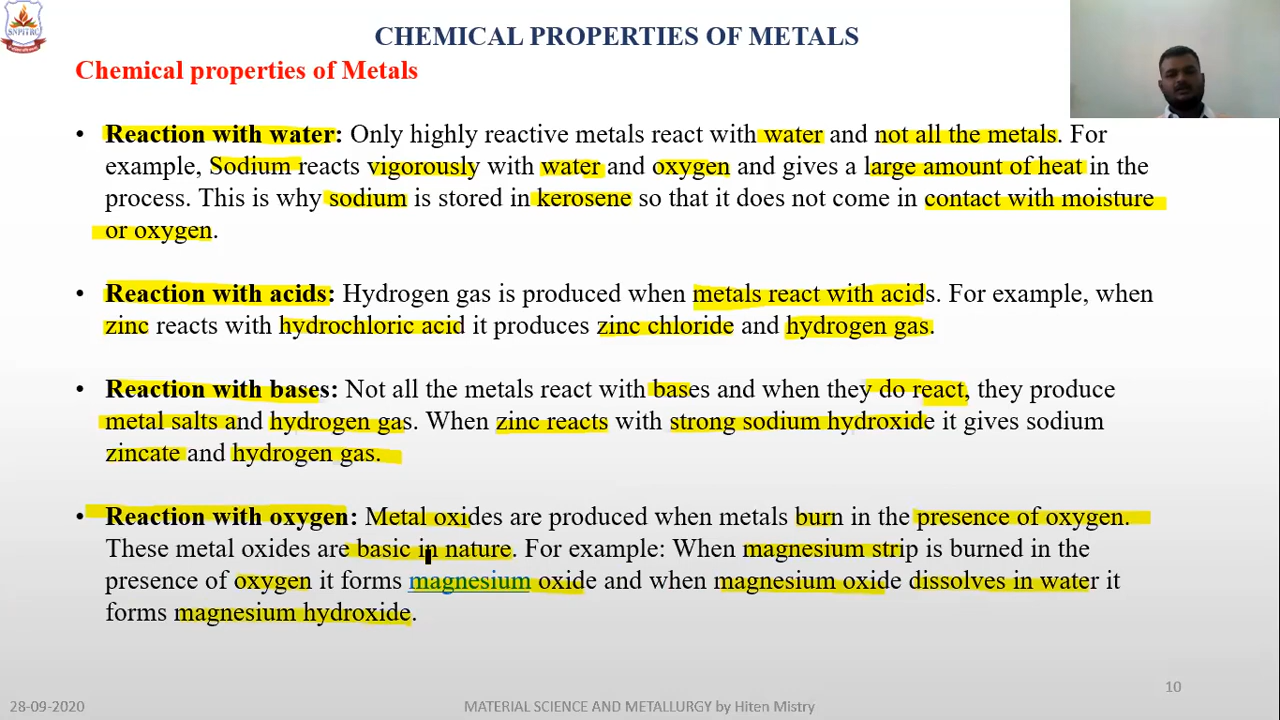 SNPITRC
CHEMICAL PROPERTIES OF METALS
Chemical properties of Metals
• Reaction with water: Only highly reactive metals react with water and not all the metals. For
example, Sodium reacts vigorously with water and oxygen and gives a large amount of heat in the
process. This is why sodium is stored in kerosene so that it does not come in contact with moisture
or oxygen.
• Reaction with acids: Hydrogen gas is produced when metals react with acids. For example, when
zinc reacts with hydrochloric acid it produces zinc chloride and hydrogen gas.
• Reaction with bases: Not all the metals react with bases and when they do react, they produce
metal salts and hydrogen gas. When zinc reacts with strong sodium hydroxide it gives sodium
zincate and hydrogen gas.
• Reaction with oxygen: Metal oxides are produced when metals burn in the presence of oxygen.
These metal oxides are basic in nature. For example: When magnesium strip is burned in the
presence of oxygen it forms magnesium oxide and when magnesium oxide dissolves in water it
forms magnesium hydroxide.
10
28-09-2020
MATERIAL SCIENCE AND METALLURGY by Hiten Mistry